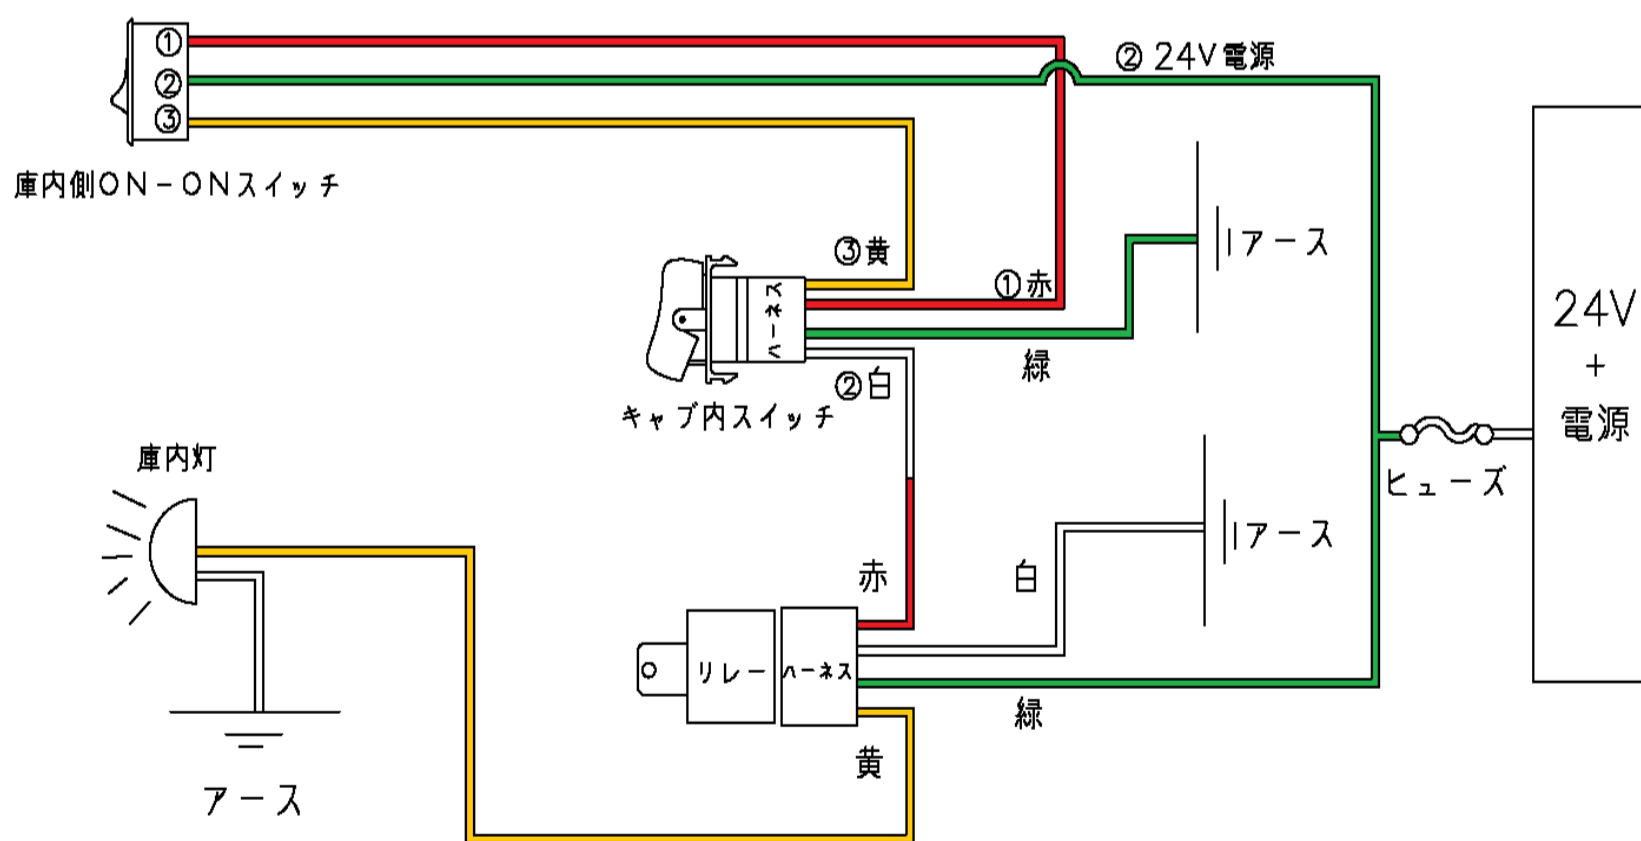 ①
②
③
庫内側ON-ONスイッチ
② 24V電源
アース
③黄
①赤
ハーネス
緑
②白
キャブ内スイッチ
24V
+
電源
ヒューズ
庫内灯
アース
赤
白
リレー
ハーネス
緑
黄
アース